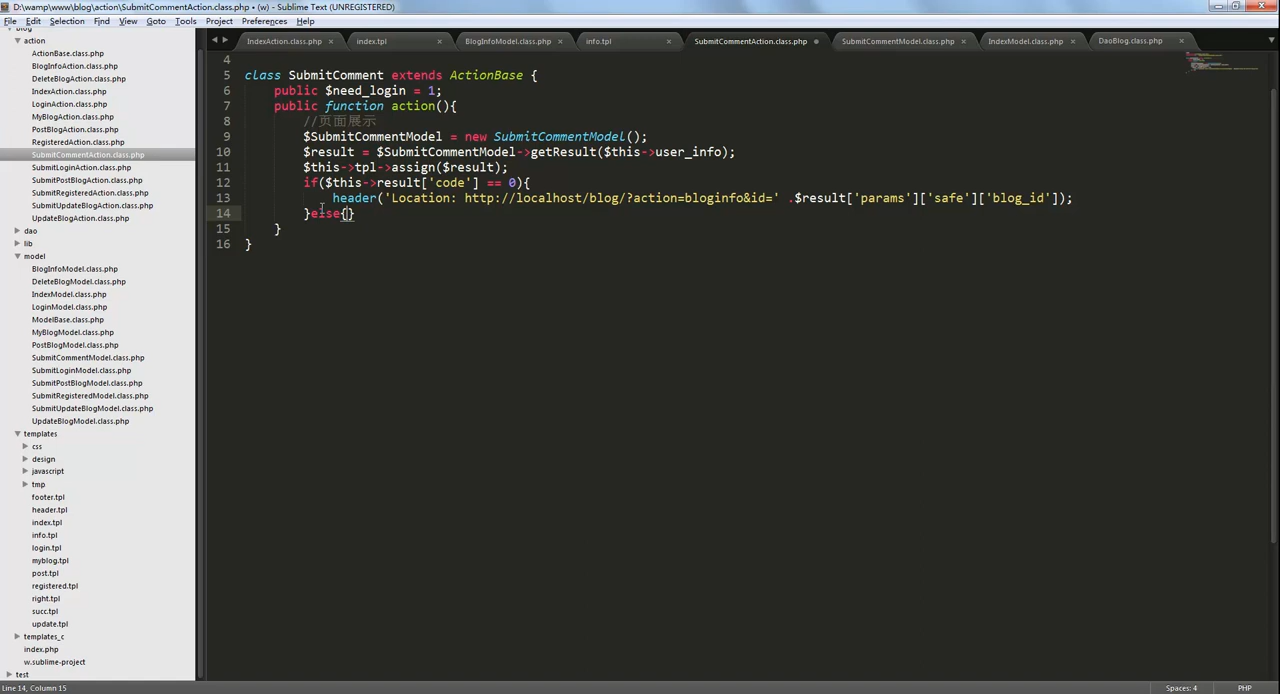 D:\wamp\www\blog\action\SubmitCommentAction.class.php • (w) - Sublime Text (UNREGISTERED)
File Edit Selection Find View Goto Tools Project Preferences Help
blog
action
ActionBase.class.php
BlogInfoAction.class.php
DeleteBlogAction.class.php
IndexAction.class.php
LoginAction.class.php
MyBlogAction.class.php
PostBlogAction.class.php
RegisteredAction.class.php
SubmitCommentAction.class.php
SubmitLoginAction.class.php
SubmitPostBlogAction.class.php
SubmitRegisteredAction.class.php
SubmitUpdateBlogAction.class.php
UpdateBlogAction.class.php
dao
lib
model
BlogInfoModel.class.php
DeleteBlogModel.class.php
IndexModel.class.php
LoginModel.class.php
ModelBase.class.php
MyBlogModel.class.php
PostBlogModel.class.php
SubmitCommentModel.class.php
SubmitLoginModel.class.php
SubmitPostBlogModel.class.php
SubmitRegisteredModel.class.php
SubmitUpdateBlogModel.class.php
UpdateBlogModel.class.php
templates
css
design
javascript
tmp
footer.tpl
header.tpl
index.tpl
info.tpl
login.tpl
myblog.tpl
post.tpl
registered.tpl
right.tpl
succ.tpl
update.tpl
templates_c
index.php
w.sublime-project
test
IndexAction.class.php × index.tpl × BlogInfoModel.class.php × info.tpl × SubmitCommentAction.class.php • SubmitCommentModel.class.php × IndexModel.class.php × DaoBlog.class.php ×
4
5 class SubmitComment extends ActionBase {
6 public $need_login = 1;
7 public function action(){
8 //页面展示
9 $SubmitCommentModel = new SubmitCommentModel();
10 $result = $SubmitCommentModel->getResult($this->user_info);
11 $this->tpl->assign($result);
12 if($this->result['code'] == 0){
13 header('Location: http://localhost/blog/?action=bloginfo&id=' .$result['params']['safe']['blog_id']);
14 }else{}
15 }
16 }
Line 14, Column 15 Spaces: 4 PHP